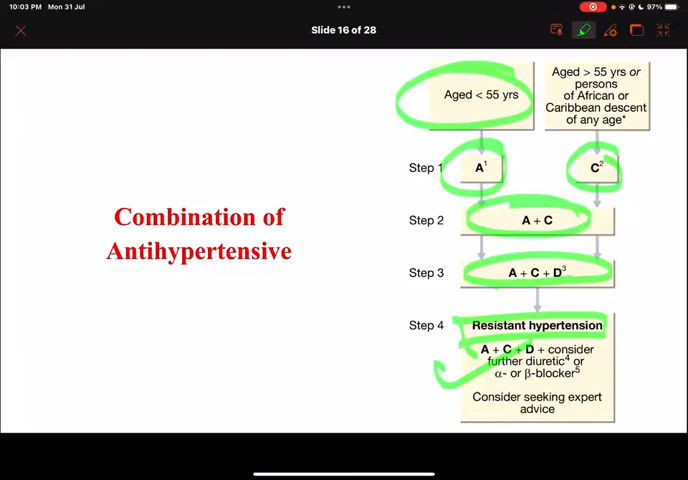 10:03 PM Mon 31 Jul
97%
Slide 16 of 28
Combination of
Antihypertensive
Aged < 55 yrs
Aged > 55 yrs or
persons
of African or
Caribbean descent
of any age*
Step 1
A¹
C²
Step 2
A + C
Step 3
A + C + D³
Step 4
Resistant hypertension
A + C + D + consider
further diuretic⁴ or
α- or β-blocker⁵
Consider seeking expert
advice